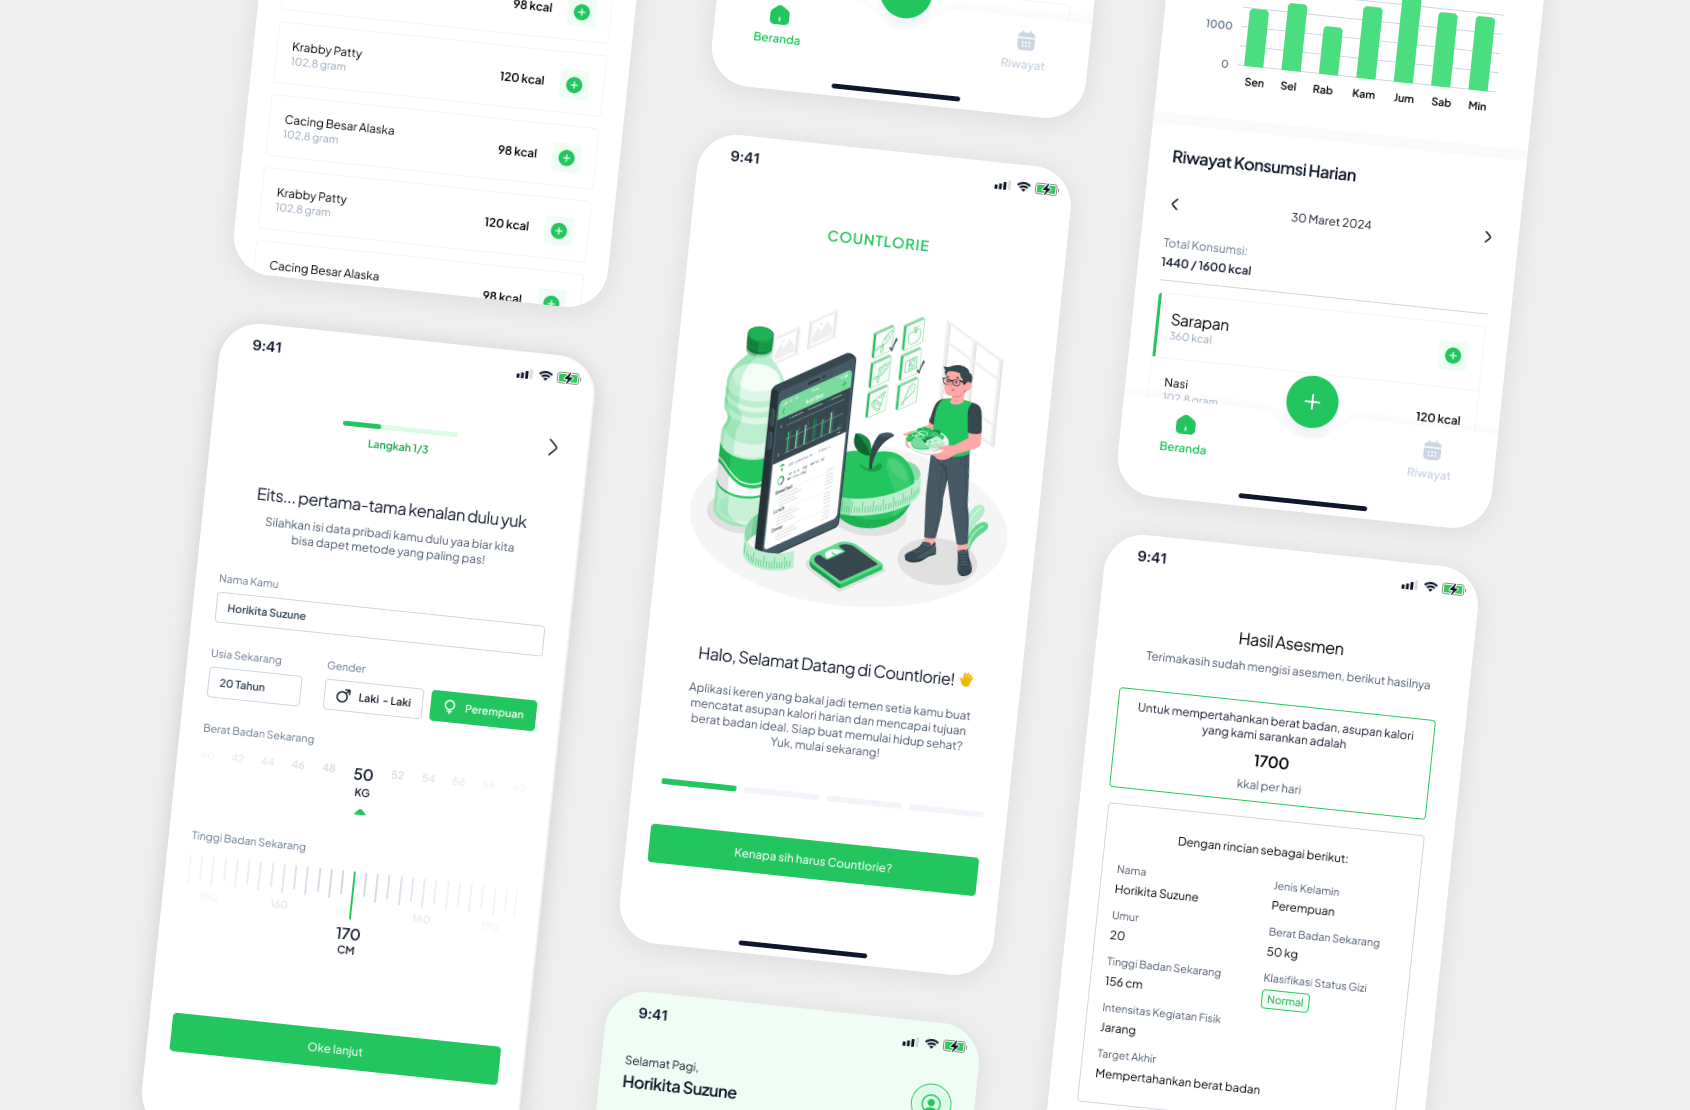 98 kcal
Krabby Patty
102,8 gram
120 kcal
Cacing Besar Alaska
102,8 gram
98 kcal
Krabby Patty
102,8 gram
120 kcal
Cacing Besar Alaska
98 kcal
9:41
Langkah 1/3
Eits... pertama-tama kenalan dulu yuk
Silahkan isi data pribadi kamu dulu yaa biar kita
bisa dapet metode yang paling pas!
Nama Kamu
Horikita Suzune
Usia Sekarang
Gender
20 Tahun
Laki - Laki
Perempuan
Berat Badan Sekarang
40 42 44 46 48 50 52 54 56 58 60
KG
Tinggi Badan Sekarang
150 160 180 190
170
CM
Oke lanjut
Beranda
Riwayat
9:41
COUNTLORIE
Halo, Selamat Datang di Countlorie! 👋
Aplikasi keren yang bakal jadi temen setia kamu buat
mencatat asupan kalori harian dan mencapai tujuan
berat badan ideal. Siap buat memulai hidup sehat?
Yuk, mulai sekarang!
Kenapa sih harus Countlorie?
9:41
Selamat Pagi,
Horikita Suzune
1000
0
Sen Sel Rab Kam Jum Sab Min
Riwayat Konsumsi Harian
30 Maret 2024
Total Konsumsi:
1440 / 1600 kcal
Sarapan
360 kcal
Nasi
102,8 gram
120 kcal
Beranda
Riwayat
9:41
Hasil Asesmen
Terimakasih sudah mengisi asesmen, berikut hasilnya
Untuk mempertahankan berat badan, asupan kalori
yang kami sarankan adalah
1700
kkal per hari
Dengan rincian sebagai berikut:
Nama
Horikita Suzune
Jenis Kelamin
Perempuan
Umur
20
Berat Badan Sekarang
50 kg
Tinggi Badan Sekarang
156 cm
Klasifikasi Status Gizi
Normal
Intensitas Kegiatan Fisik
Jarang
Target Akhir
Mempertahankan berat badan